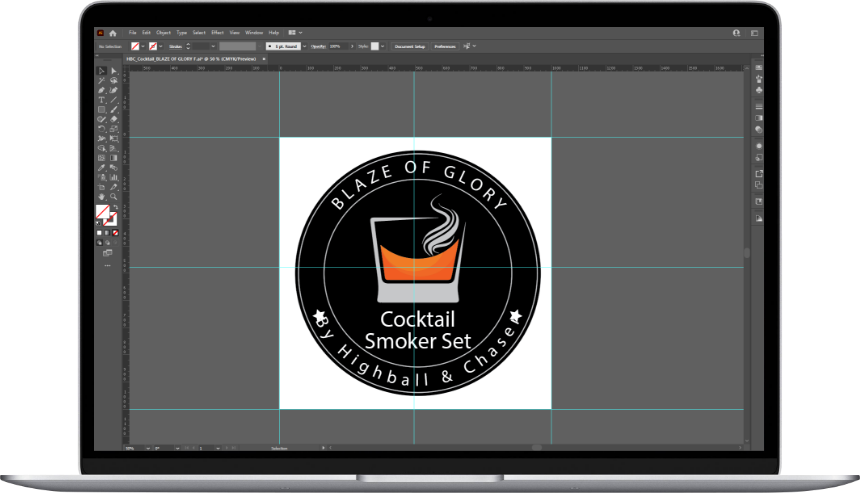 File Edit Object Type Select Effect View Window Help
No Selection Stroke: 5 pt. Round Opacity: 100% Style: Document Setup Preferences
HBC_Cocktail_BLAZE OF GLORY F.ai* @ 50 % (CMYK/Preview)
BLAZE OF GLORY
Cocktail
Smoker Set
By Highball & Chaser
Selection